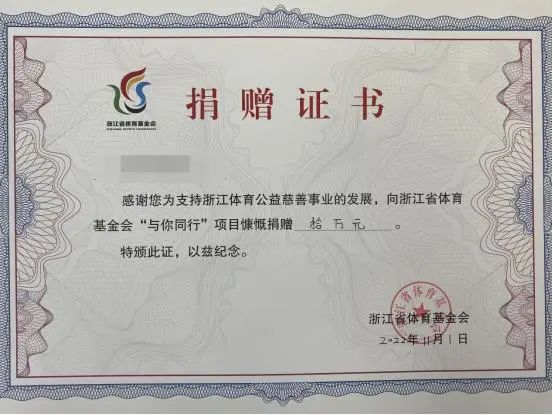 浙江省体育基金会
ZHEJIANG SPORTS FOUNDATION
捐赠证书
感谢您为支持浙江体育公益慈善事业的发展，向浙江省体育
基金会“与你同行”项目慷慨捐赠 拾万元 。
特颁此证，以兹纪念。
浙江省体育基金会
2022年11月1日